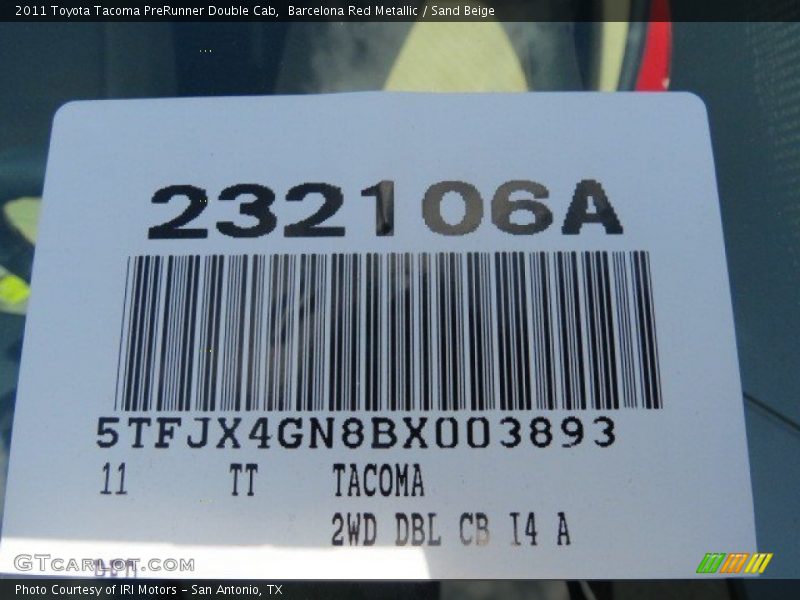 2011 Toyota Tacoma PreRunner Double Cab,  Barcelona Red Metallic / Sand Beige
232106A
5TFJX4GN8BX003893
11 TT TACOMA
2WD DBL CB I4 A
GTCARLOT.COM
Photo Courtesy of IRI Motors - San Antonio, TX